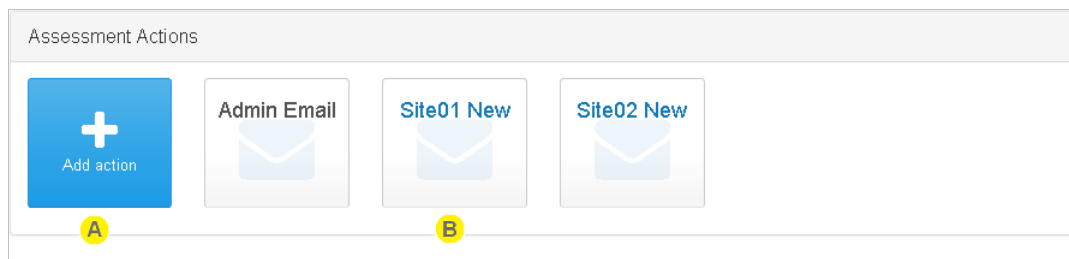 Assessment Actions
Admin Email
Site01 New
Site02 New
Add action
A
B